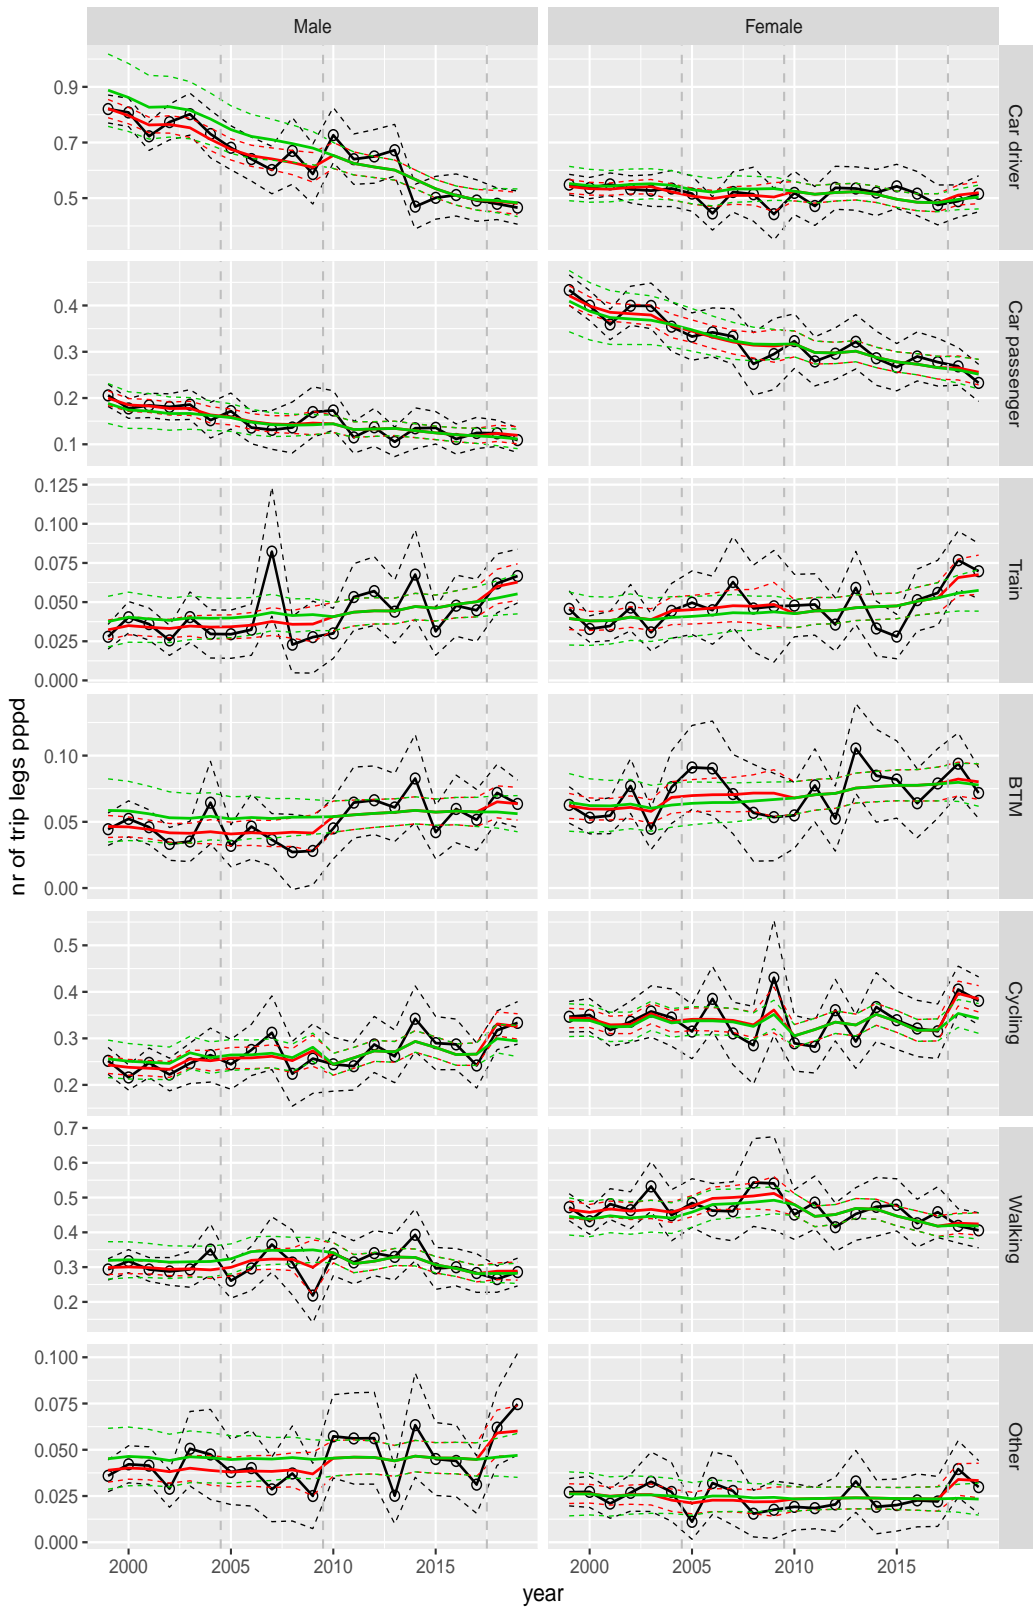 Male Female
0.9
0.7
0.5
Car driver
0.4
0.3
0.2
0.1
Car passenger
0.125
0.100
0.075
0.050
0.025
0.000
Train
0.10
0.05
0.00
BTM
nr of trip legs pppd
0.5
0.4
0.3
0.2
Cycling
0.7
0.6
0.5
0.4
0.3
0.2
Walking
0.100
0.075
0.050
0.025
0.000
Other
2000 2005 2010 2015 2000 2005 2010 2015
year